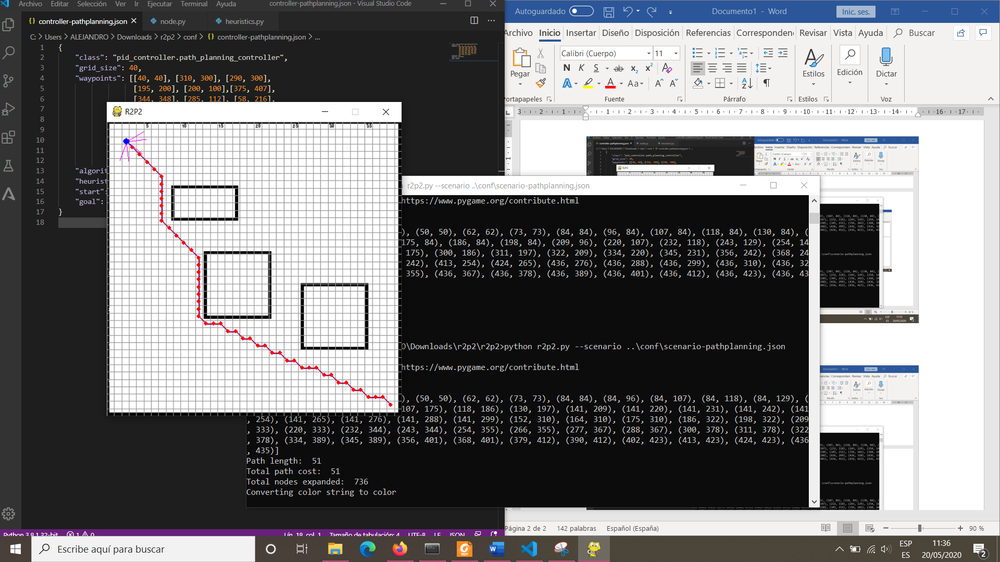 Archivo Editar Selección Ver Ir Ejecutar Terminal Ayuda controller-pathplanning.json - Visual Studio Code
controller-pathplanning.json node.py heuristics.py
C: > Users > ALEJANDRO > Downloads > r2p2 > conf > {} controller-pathplanning.json > ...
1 {
2 "class": "pid_controller.path_planning_controller",
3 "grid_size": 40,
4 "waypoints": [[40, 40], [310, 300], [290, 300],
5 [195, 200], [200, 100],[375, 407],
6 [344, 348], [285, 112], [58, 216],
7
8
9
10
11
12
13 "algorit
14 "heurist
15 "start":
16 "goal":
17 }
18
R2P2
5 10 15 20 25 30 35
Python 3.8.1 32-bit 1 0 Lín. 18, col. 1 Tamaño de tabulación: 4 UTF-8 LF JSON
Autoguardado Documento1 - Word Inic. ses.
Archivo Inicio Insertar Diseño Disposición Referencias Corresponden Revisar Vista Ayuda Buscar
Pegar Calibri (Cuerpo) 11 Estilos Edición Dictar
N K S ab x₂ x² A
A A Aa A A
Portapapeles Fuente Párrafo Estilos Voz
3 2 1 1 2 3 4 5 6 7 8 9 10 11 12 13 14 16 17
r2p2.py --scenario ..\conf\scenario-pathplanning.json
https://www.pygame.org/contribute.html
), (50, 50), (62, 62), (73, 73), (84, 84), (96, 84), (107, 84), (118, 84), (130, 84), (
175, 84), (186, 84), (198, 84), (209, 96), (220, 107), (232, 118), (243, 129), (254, 14
175), (300, 186), (311, 197), (322, 209), (334, 220), (345, 231), (356, 242), (368, 24
242), (413, 254), (424, 265), (436, 276), (436, 288), (436, 299), (436, 310), (436, 32
355), (436, 367), (436, 378), (436, 389), (436, 401), (436, 412), (436, 423), (436, 43
O\Downloads\r2p2\r2p2>python r2p2.py --scenario ..\conf\scenario-pathplanning.json
https://www.pygame.org/contribute.html
), (50, 50), (62, 62), (73, 73), (84, 84), (84, 96), (84, 107), (84, 118), (84, 129), (
107, 175), (118, 186), (130, 197), (141, 209), (141, 220), (141, 231), (141, 242), (141
, 254), (141, 265), (141, 276), (141, 288), (141, 299), (152, 310), (164, 310), (175, 310), (186, 322), (198, 322), (209
, 333), (220, 333), (232, 344), (243, 344), (254, 355), (266, 355), (277, 367), (288, 367), (300, 378), (311, 378), (322
, 378), (334, 389), (345, 389), (356, 401), (368, 401), (379, 412), (390, 412), (402, 423), (413, 423), (424, 423), (436
, 435)]
Path length: 51
Total path cost: 51
Total nodes expanded: 736
Converting color string to color
Página 2 de 2 142 palabras Español (España) 90 %
Escribe aquí para buscar
ESP
ES
11:36
20/05/2020
2